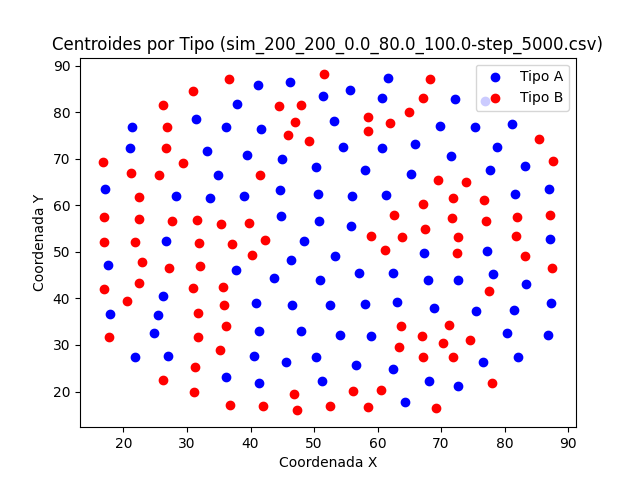 Centroides por Tipo (sim_200_200_0.0_80.0_100.0-step_5000.csv)
Tipo A
Tipo B
90
80
70
60
50
40
30
20
Coordenada Y
20 30 40 50 60 70 80 90
Coordenada X